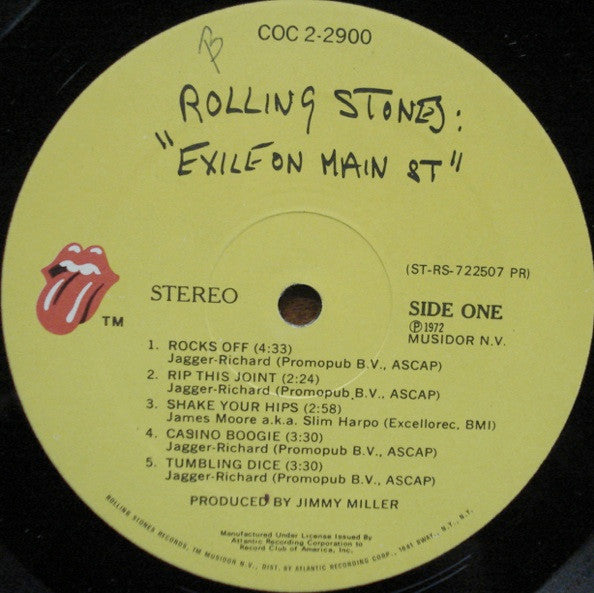 B
COC 2-2900
ROLLING STONES:
"EXILE ON MAIN ST"
(ST-RS-722507 PR)
STEREO
SIDE ONE
℗ 1972
MUSIDOR N.V.
TM
1. ROCKS OFF (4:33)
Jagger-Richard (Promopub B.V., ASCAP)
2. RIP THIS JOINT (2:24)
Jagger-Richard (Promopub B.V., ASCAP)
3. SHAKE YOUR HIPS (2:58)
James Moore a.k.a. Slim Harpo (Excellorec, BMI)
4. CASINO BOOGIE (3:30)
Jagger-Richard (Promopub B.V., ASCAP)
5. TUMBLING DICE (3:30)
Jagger-Richard (Promopub B.V., ASCAP)
PRODUCED BY JIMMY MILLER
Manufactured Under License Issued By
Atlantic Recording Corporation to
Record Club of America, Inc.
ROLLING STONES RECORDS, TM MUSIDOR N.V., DIST. BY ATLANTIC RECORDING CORP., 1841 BWAY., N.Y., N.Y.